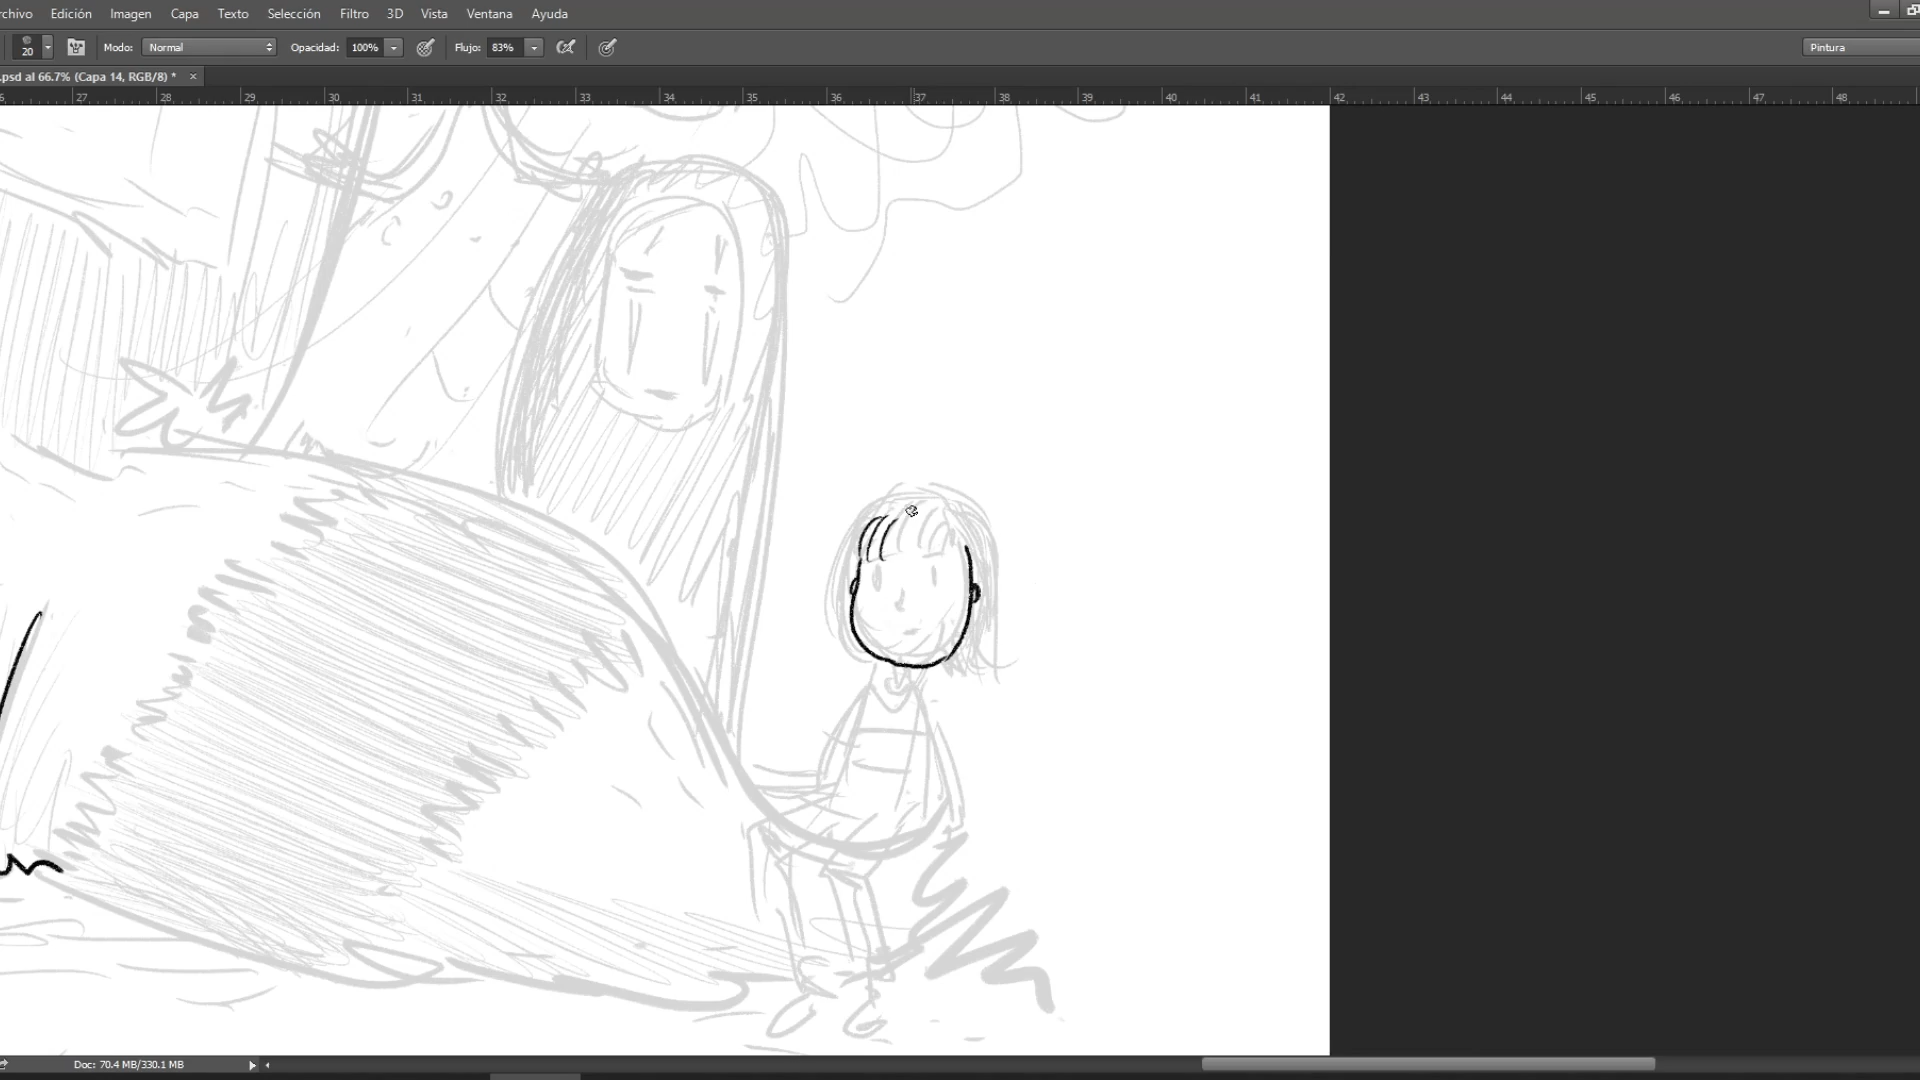 rchivo Edición Imagen Capa Texto Selección Filtro 3D Vista Ventana Ayuda
20 Modo: Normal Opacidad: 100% Flujo: 83% Pintura
.psd al 66.7% (Capa 14, RGB/8) * ×
6 27 28 29 30 31 32 33 34 35 36 37 38 39 40 41 42 43 44 45 46 47 48
Doc: 70.4 MB/330.1 MB